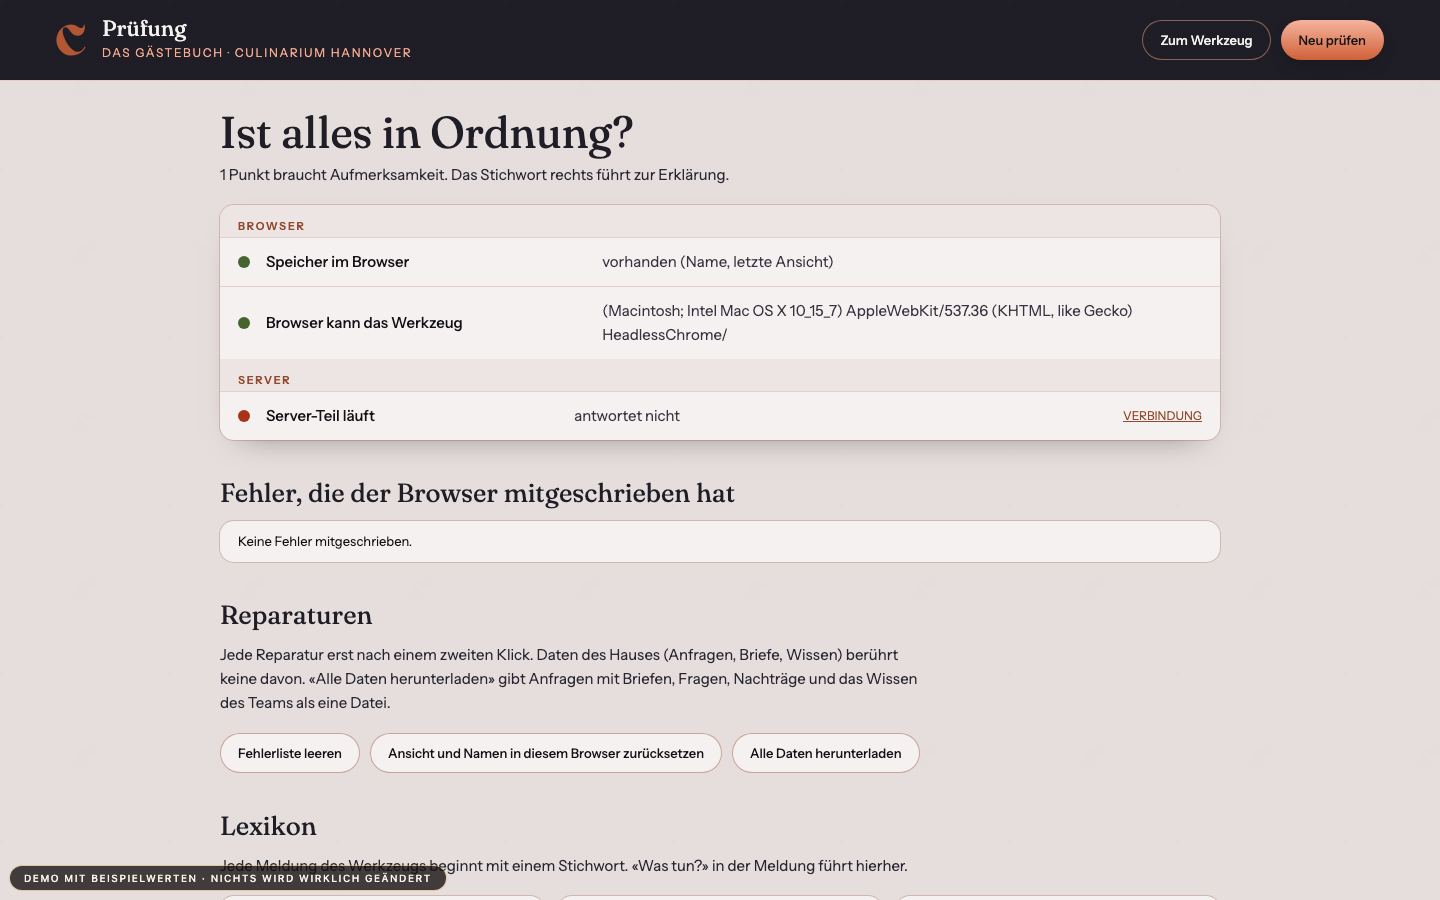 Prüfung
DAS GÄSTEBUCH · CULINARIUM HANNOVER
Zum Werkzeug
Neu prüfen
Ist alles in Ordnung?
1 Punkt braucht Aufmerksamkeit. Das Stichwort rechts führt zur Erklärung.
BROWSER
Speicher im Browser
vorhanden (Name, letzte Ansicht)
Browser kann das Werkzeug
(Macintosh; Intel Mac OS X 10_15_7) AppleWebKit/537.36 (KHTML, like Gecko)
HeadlessChrome/
SERVER
Server-Teil läuft
antwortet nicht
VERBINDUNG
Fehler, die der Browser mitgeschrieben hat
Keine Fehler mitgeschrieben.
Reparaturen
Jede Reparatur erst nach einem zweiten Klick. Daten des Hauses (Anfragen, Briefe, Wissen) berührt
keine davon. «Alle Daten herunterladen» gibt Anfragen mit Briefen, Fragen, Nachträge und das Wissen
des Teams als eine Datei.
Fehlerliste leeren
Ansicht und Namen in diesem Browser zurücksetzen
Alle Daten herunterladen
Lexikon
Jede Meldung des Werkzeugs beginnt mit einem Stichwort. «Was tun?» in der Meldung führt hierher.
DEMO MIT BEISPIELWERTEN · NICHTS WIRD WIRKLICH GEÄNDERT